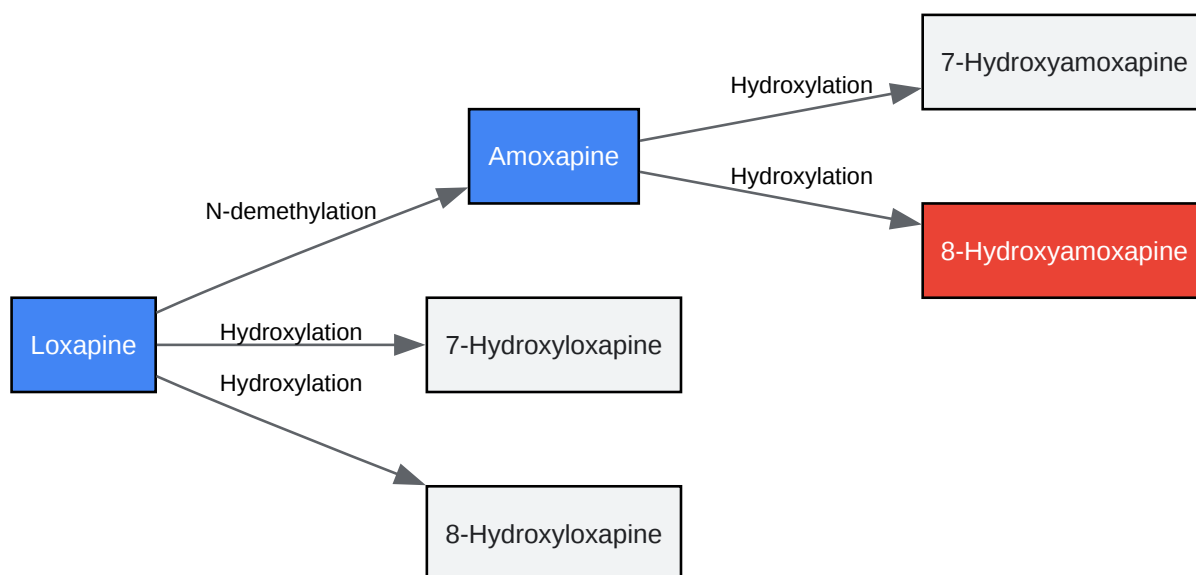 7-Hydroxyamoxapine
Hydroxylation
Amoxapine
Hydroxylation
N-demethylation
8-Hydroxyamoxapine
Loxapine
Hydroxylation
7-Hydroxyloxapine
Hydroxylation
8-Hydroxyloxapine